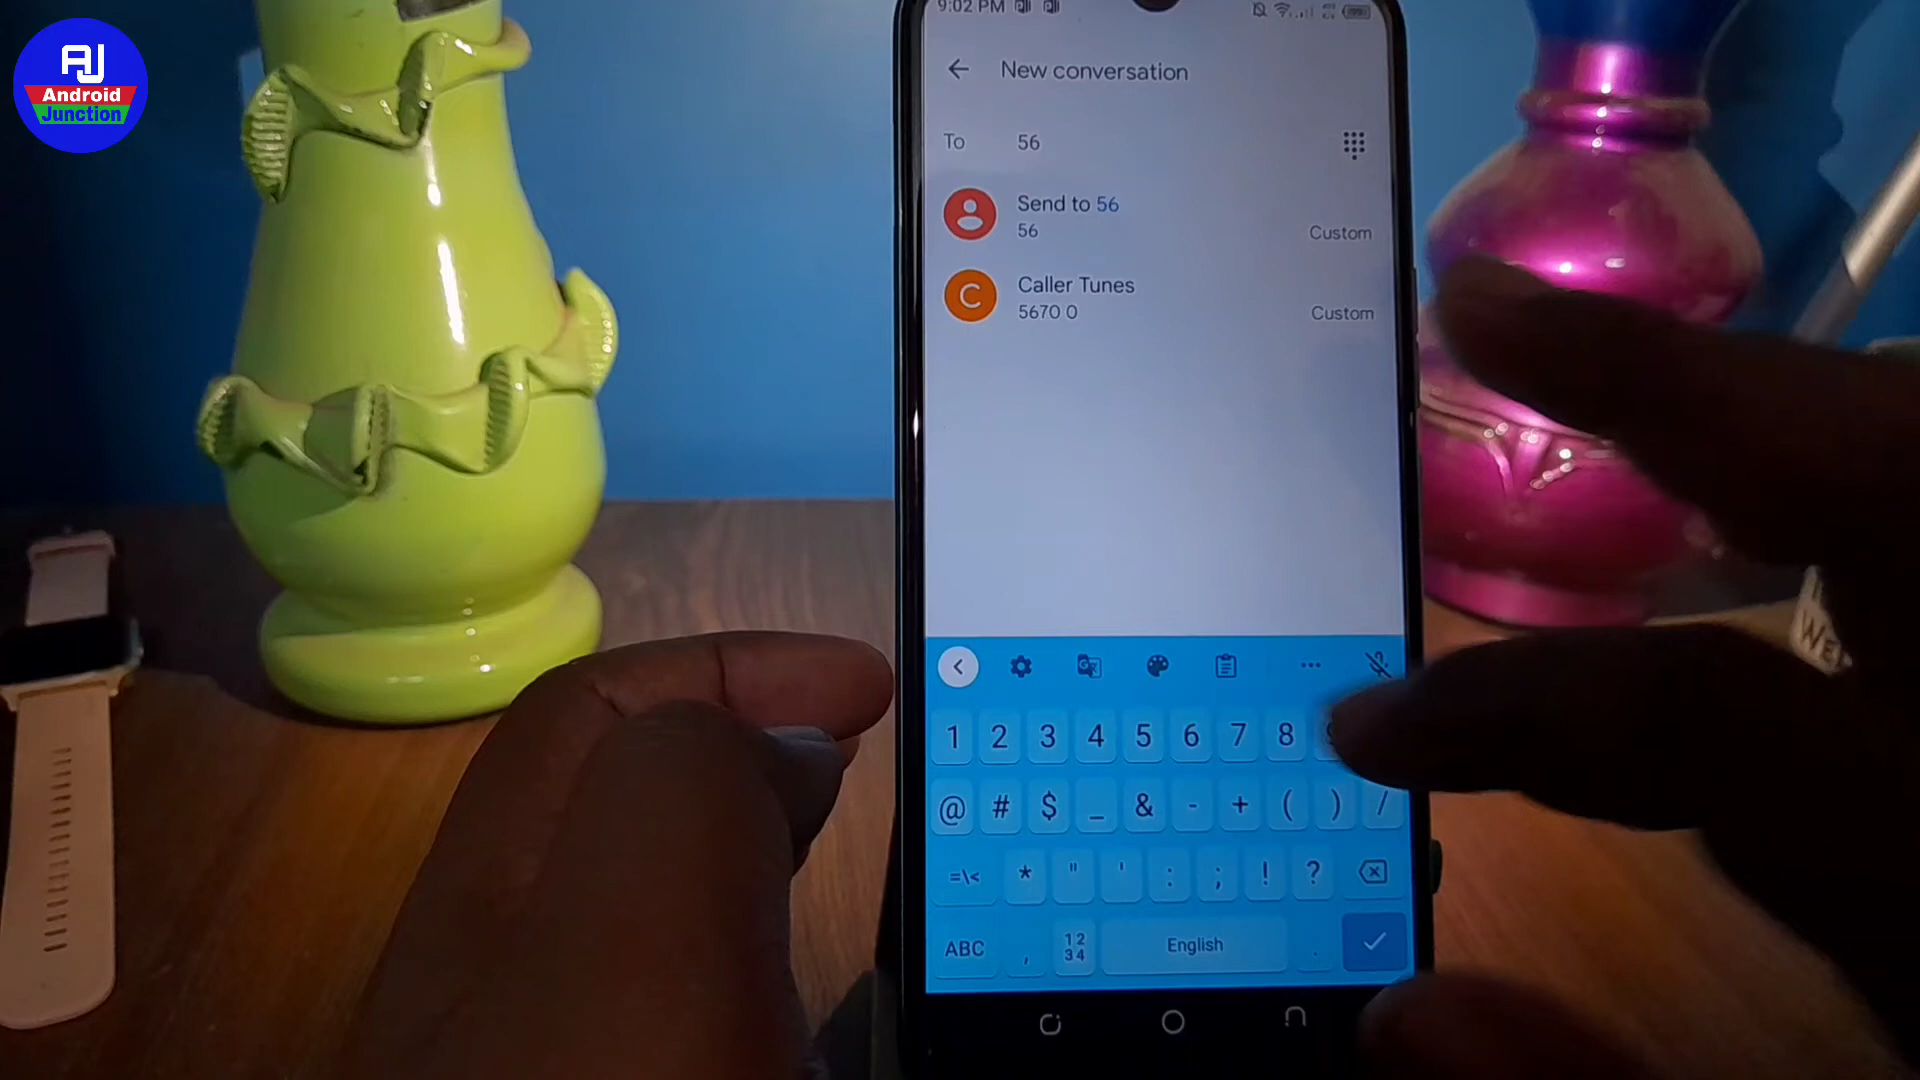 AJ
Android
Junction
9:02 PM
New conversation
To 56
Send to 56
56
Custom
Caller Tunes
C
5670 0
Custom
1 2 3 4 5 6 7 8
@ # $ _ & - + ( ) /
=\< * " ' : ; ! ?
ABC , 12 34 English .